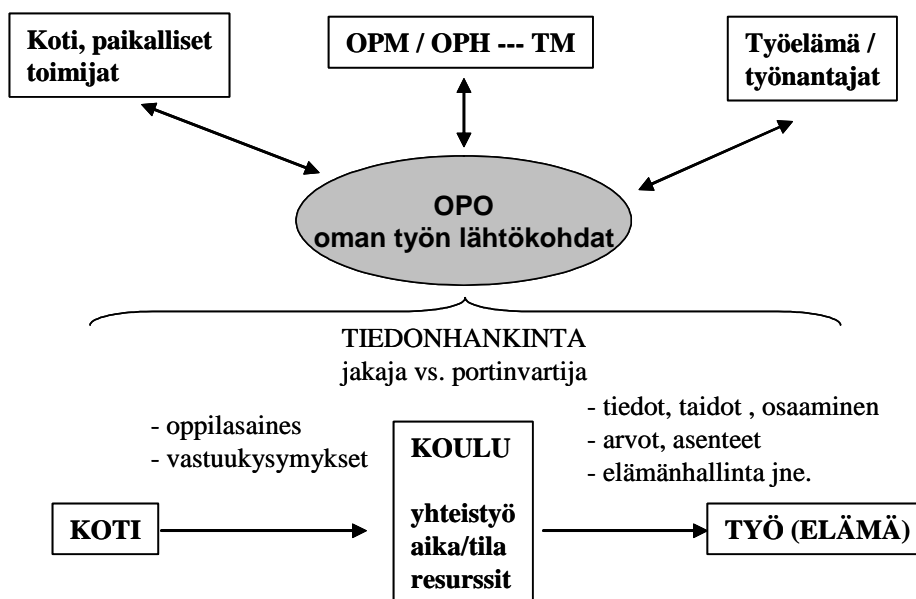 Koti, paikalliset
toimijat
OPM / OPH --- TM
Työelämä /
työnantajat
OPO
oman työn lähtökohdat
TIEDONHANKINTA
jakaja vs. portinvartija
- oppilasaines
- vastuukysymykset
- tiedot, taidot , osaaminen
- arvot, asenteet
- elämänhallinta jne.
KOTI
KOULU
yhteistyö
aika/tila
resurssit
TYÖ (ELÄMÄ)